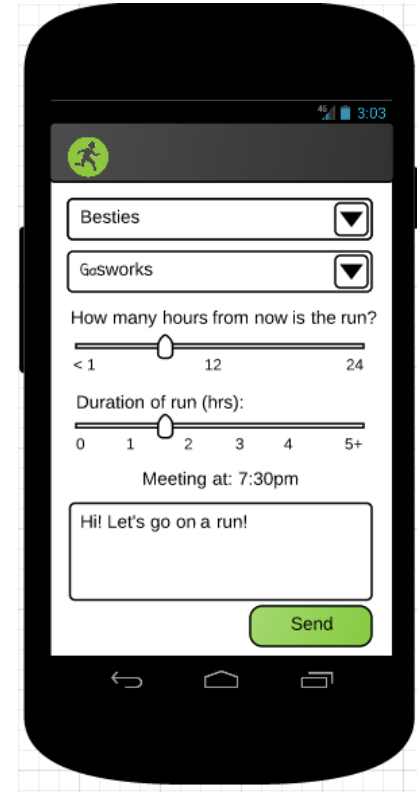 4G 3:03
Besties
Gasworks
How many hours from now is the run?
< 1 12 24
Duration of run (hrs):
0 1 2 3 4 5+
Meeting at: 7:30pm
Hi! Let's go on a run!
Send